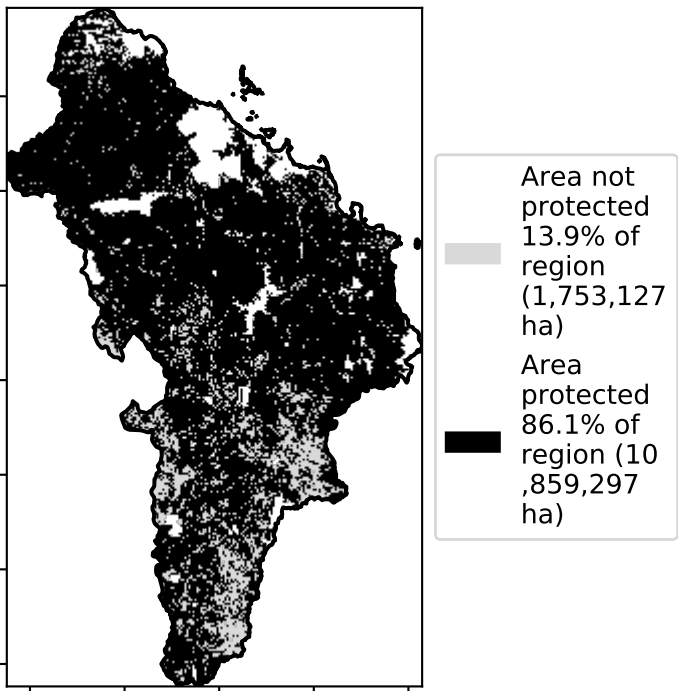 Area not
protected
13.9% of
region
(1,753,127
ha)
Area
protected
86.1% of
region (10
,859,297
ha)